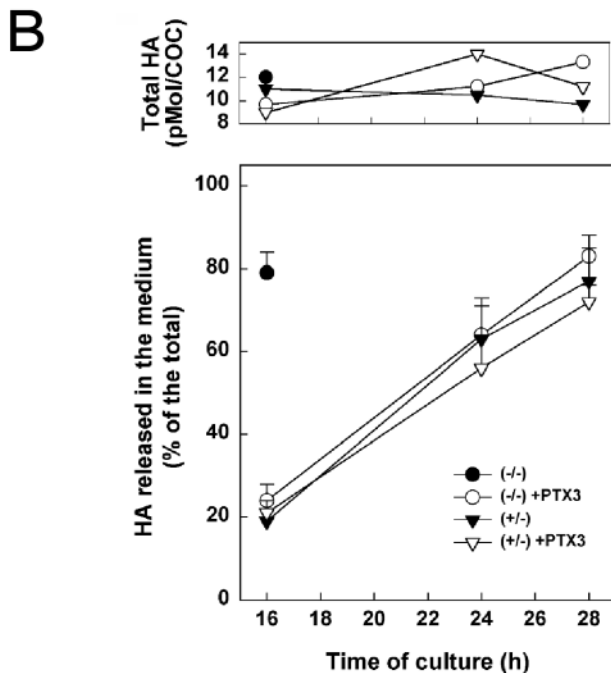 B
Total HA
(pMol/COC)
14
12
10
8
HA released in the medium
(% of the total)
100
80
60
40
20
0
(-/-)
(-/-) +PTX3
(+/-)
(+/-) +PTX3
16 18 20 22 24 26 28
Time of culture (h)